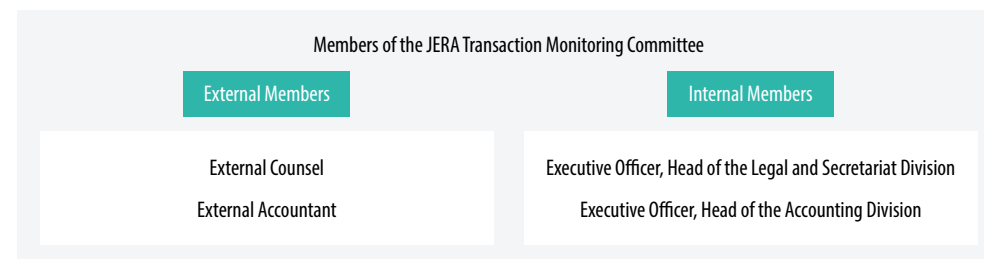 Members of the JERA Transaction Monitoring Committee
External Members
External Counsel
External Accountant
Internal Members
Executive Officer, Head of the Legal and Secretariat Division
Executive Officer, Head of the Accounting Division